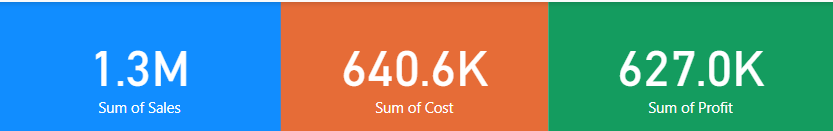 1.3M
Sum of Sales
640.6K
Sum of Cost
627.0K
Sum of Profit